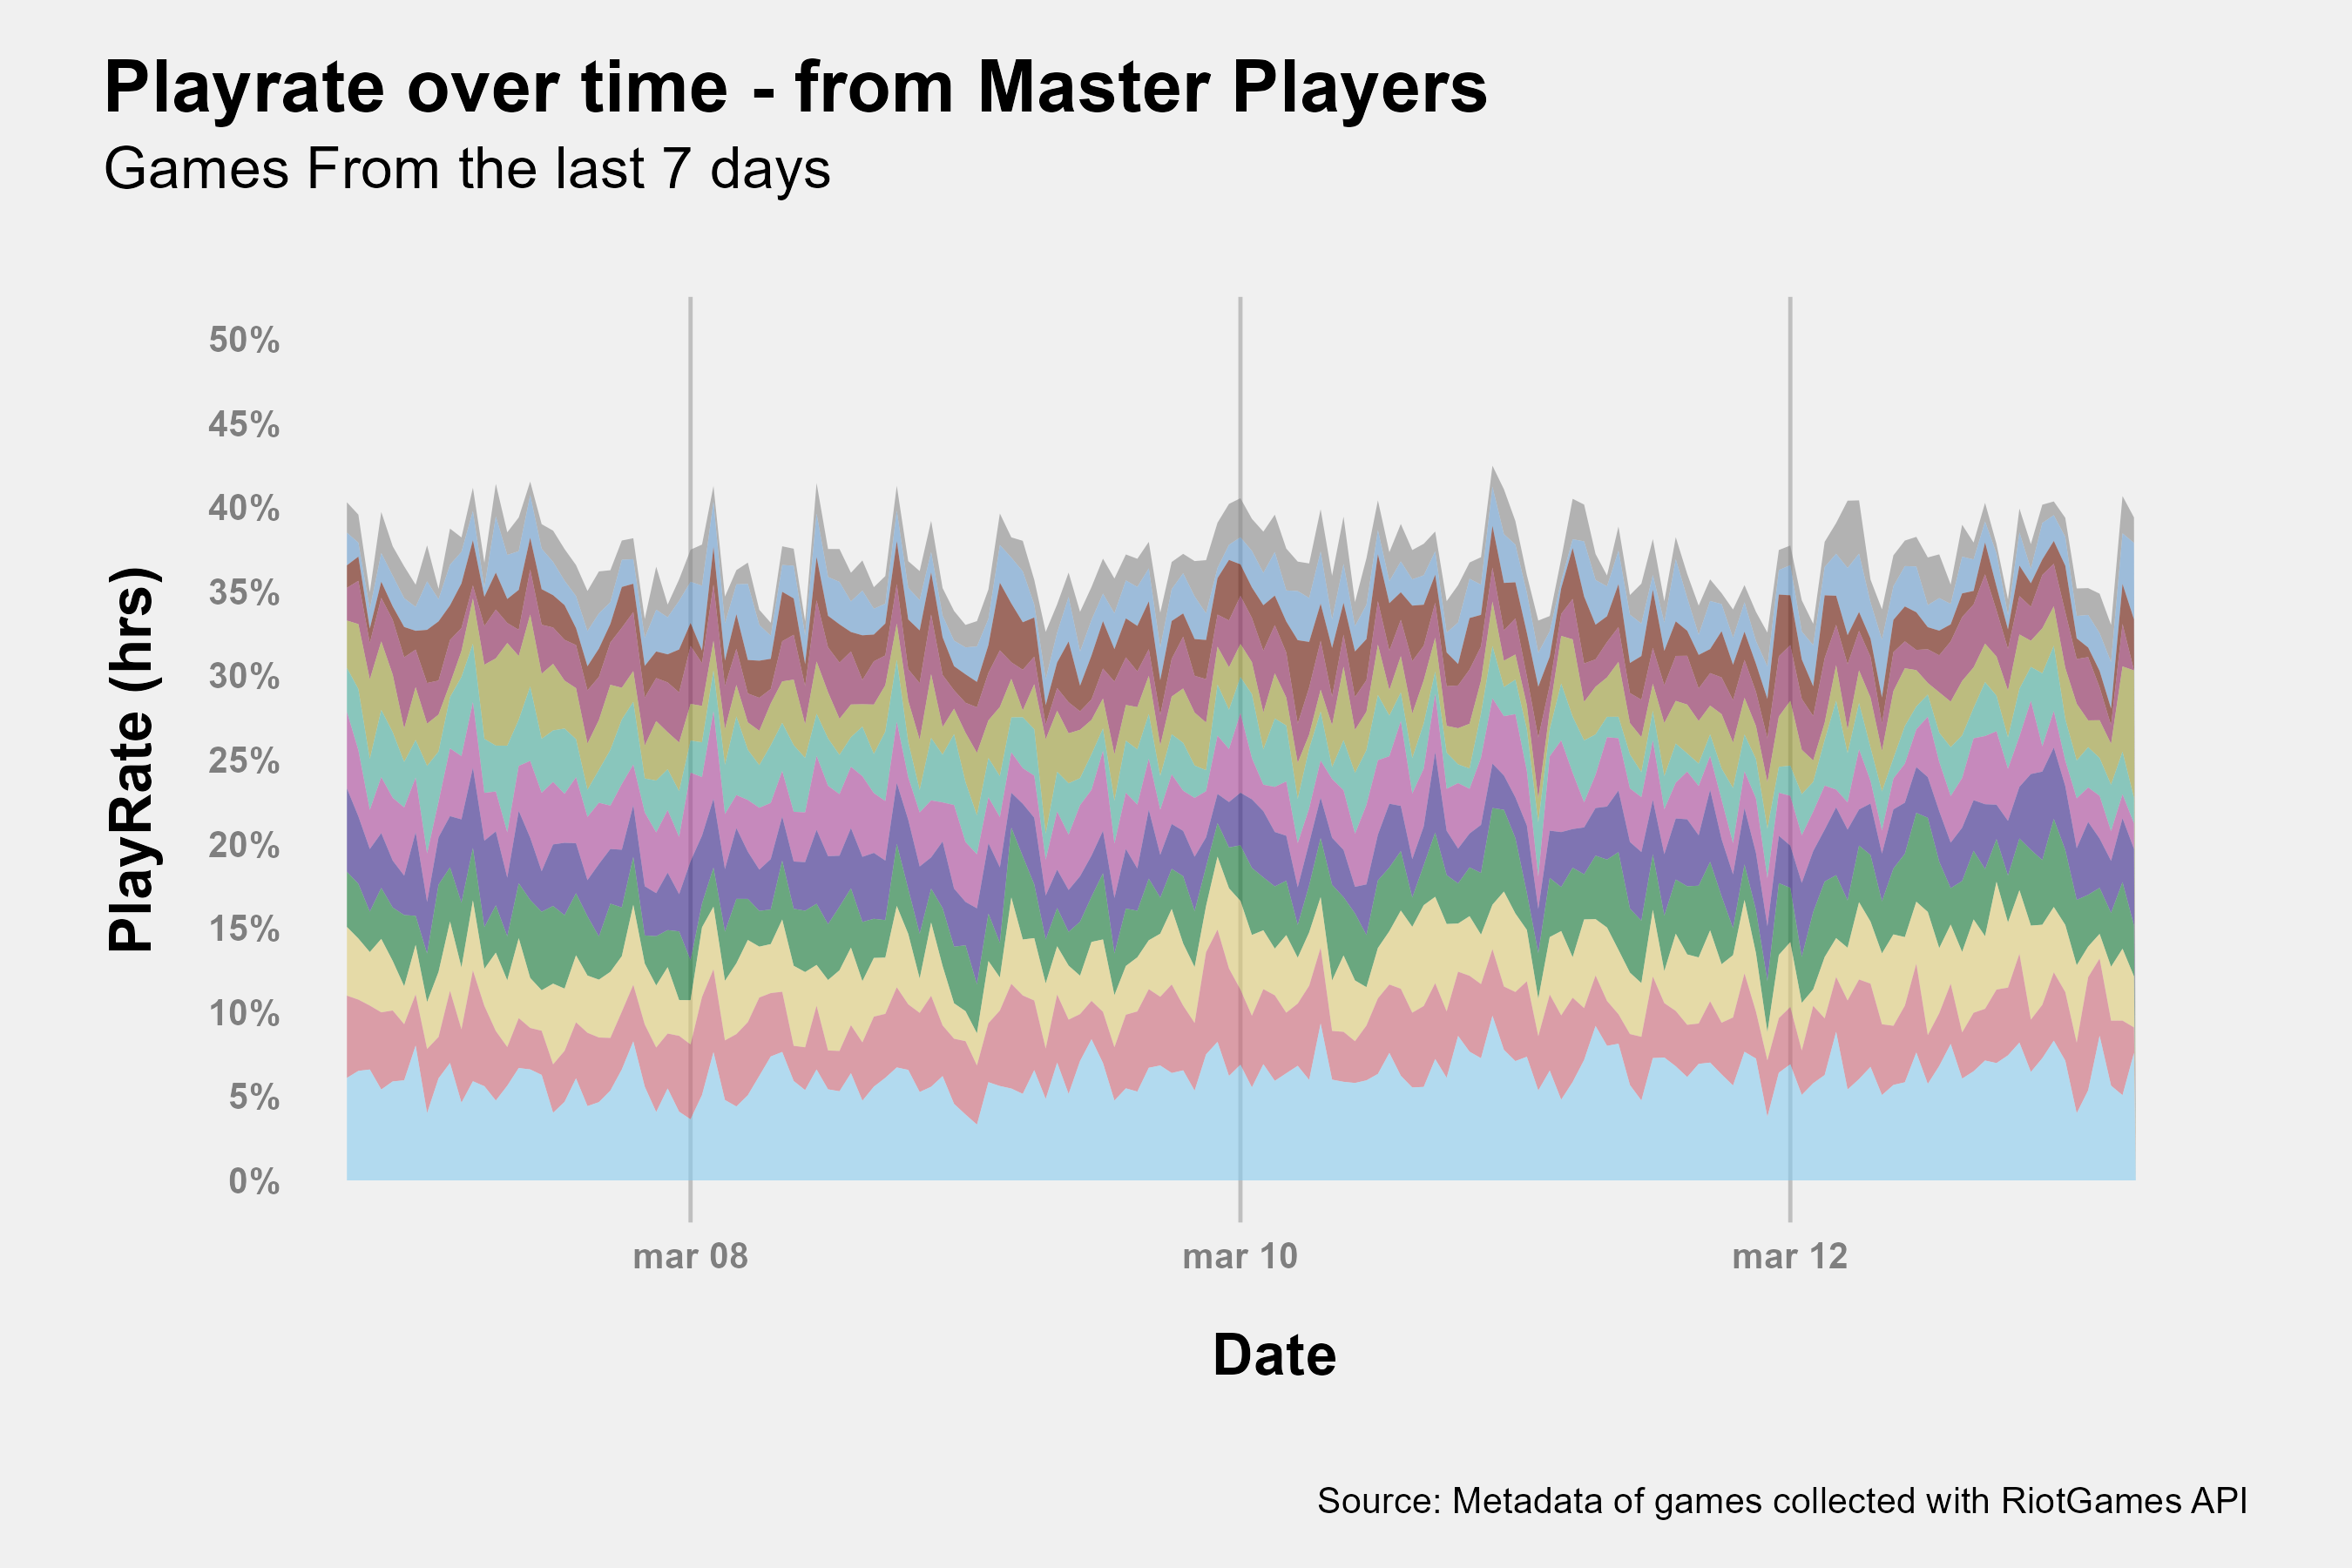 Playrate over time - from Master Players
Games From the last 7 days
PlayRate (hrs)
50%
45%
40%
35%
30%
25%
20%
15%
10%
5%
0%
mar 08
mar 10
mar 12
Date
Source: Metadata of games collected with RiotGames API